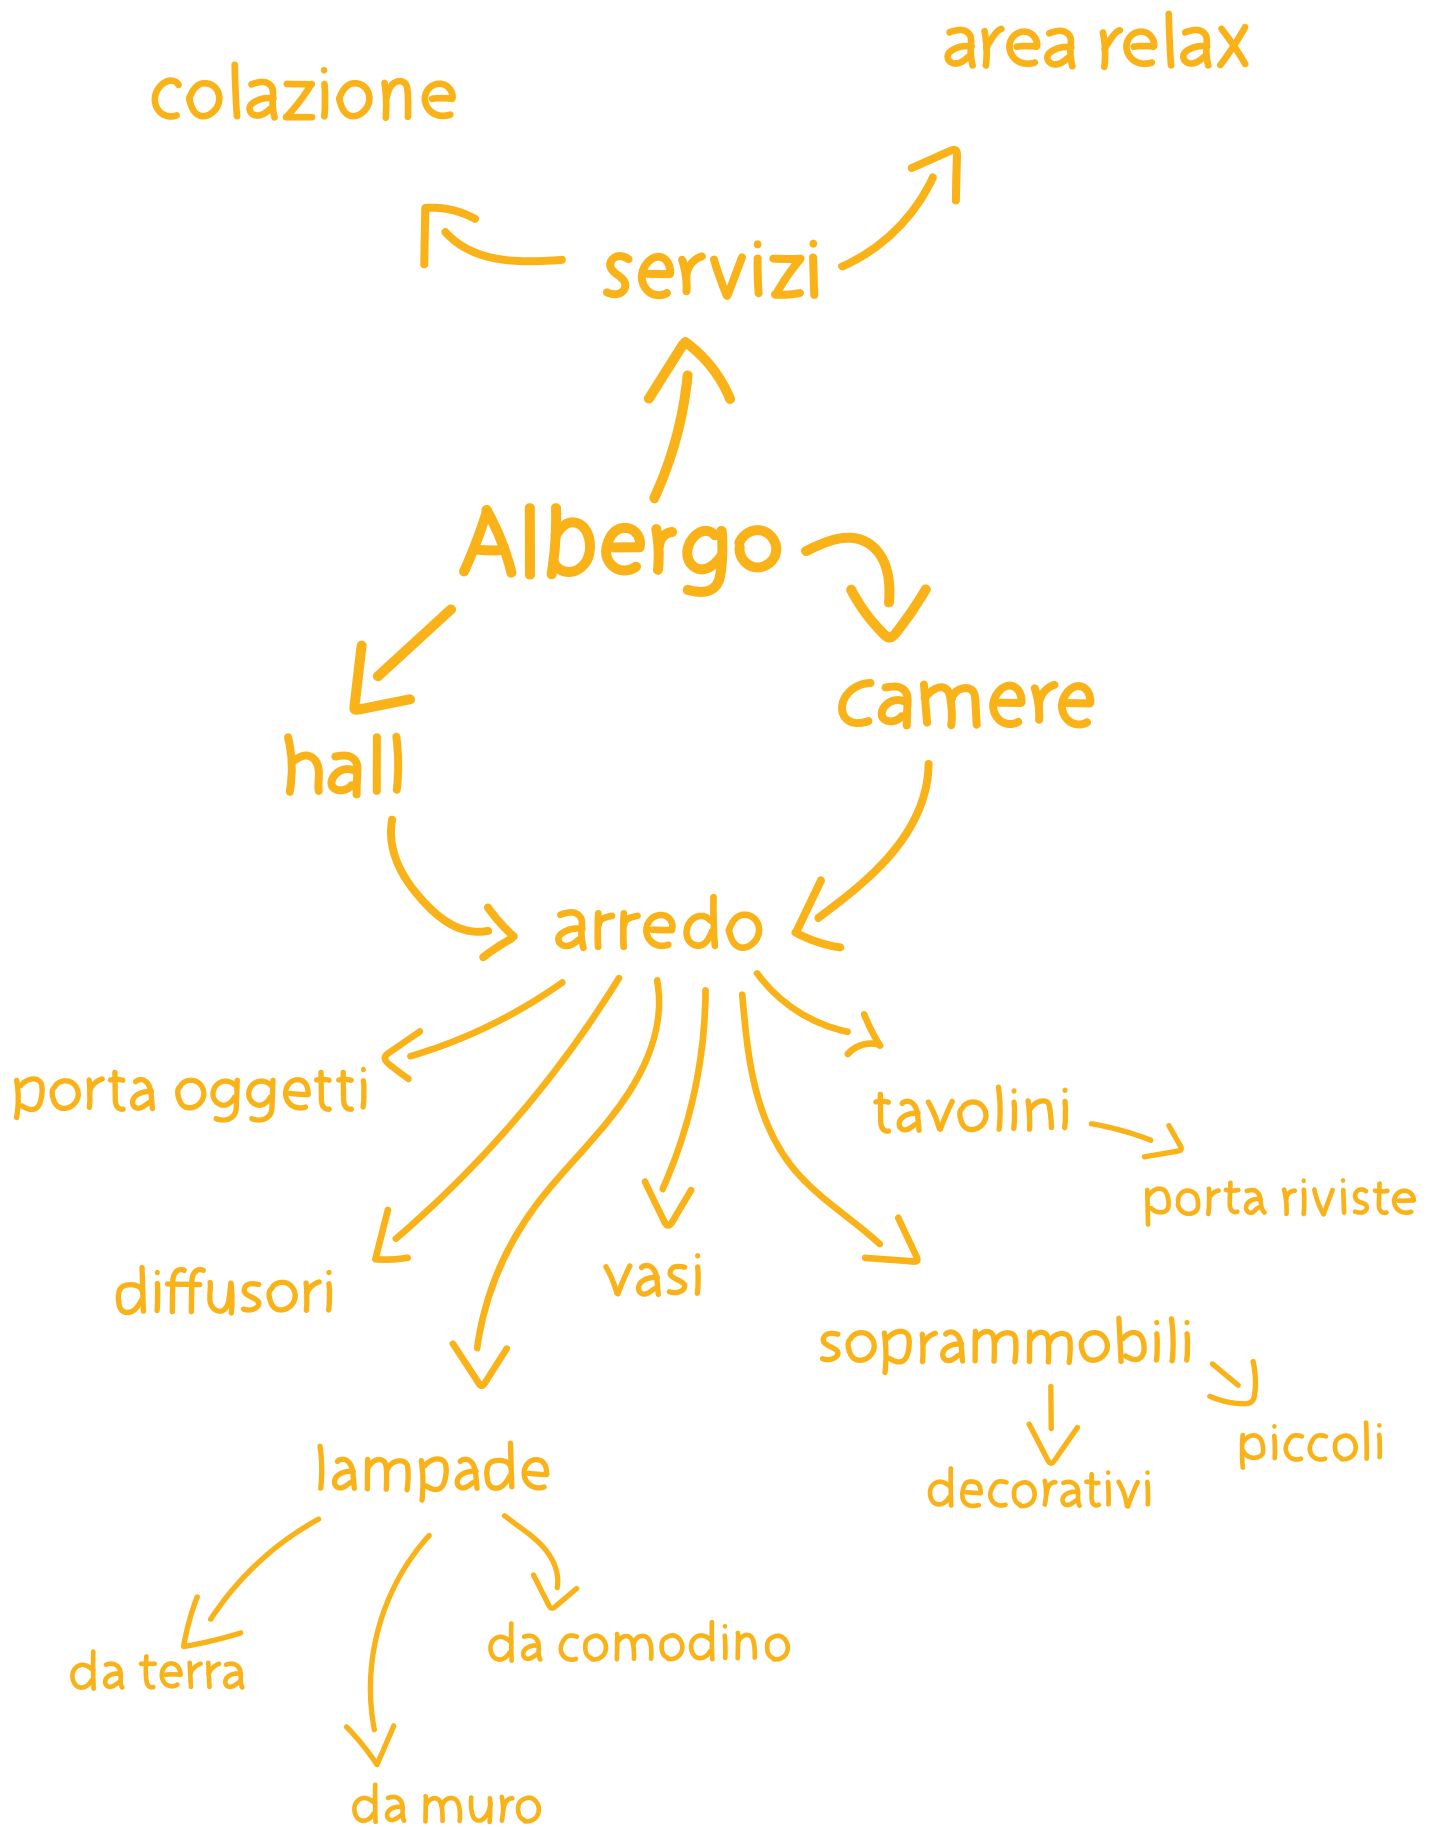 area relax
colazione
servizi
Albergo
camere
hall
arredo
porta oggetti
tavolini
porta riviste
diffusori
vasi
soprammobili
piccoli
lampade
decorativi
da comodino
da terra
da muro